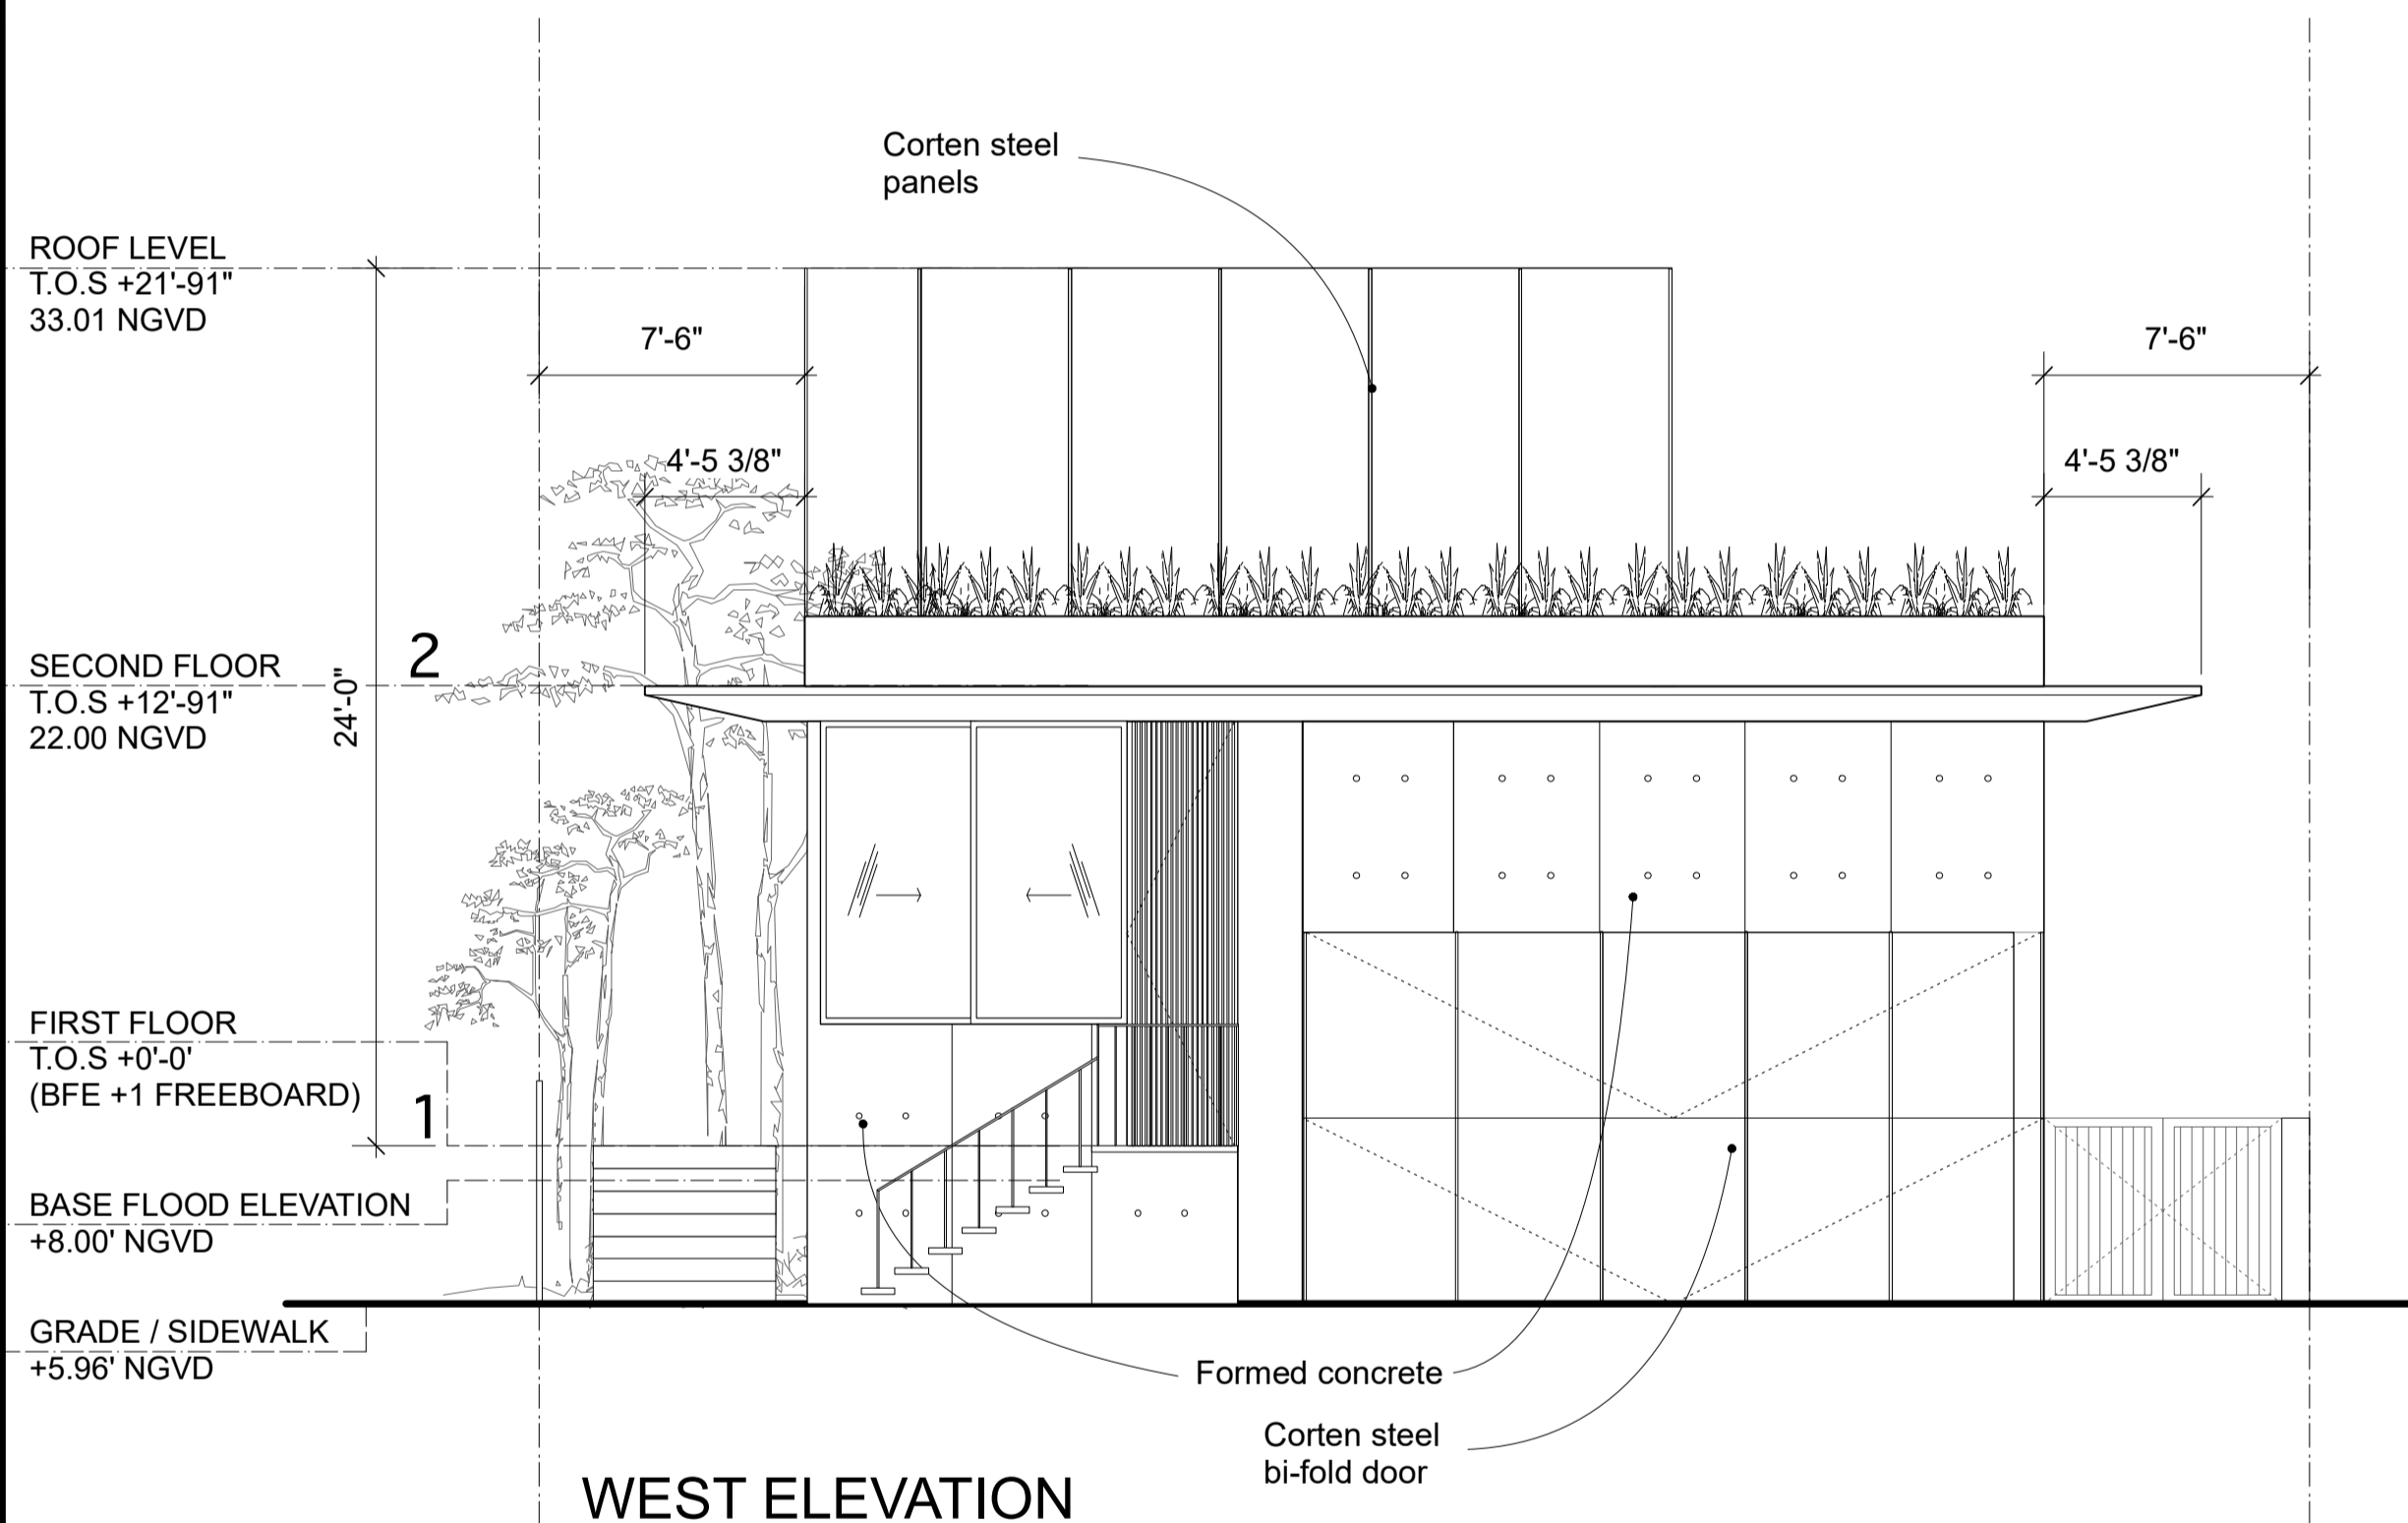 Corten steel
panels
ROOF LEVEL
T.O.S +21'-91"
33.01 NGVD
7'-6"
7'-6"
4'-5 3/8"
4'-5 3/8"
2
SECOND FLOOR
T.O.S +12'-91"
22.00 NGVD
24'-0"
FIRST FLOOR
T.O.S +0'-0'
(BFE +1 FREEBOARD)
1
BASE FLOOD ELEVATION
+8.00' NGVD
GRADE / SIDEWALK
+5.96' NGVD
Formed concrete
Corten steel
bi-fold door
WEST ELEVATION